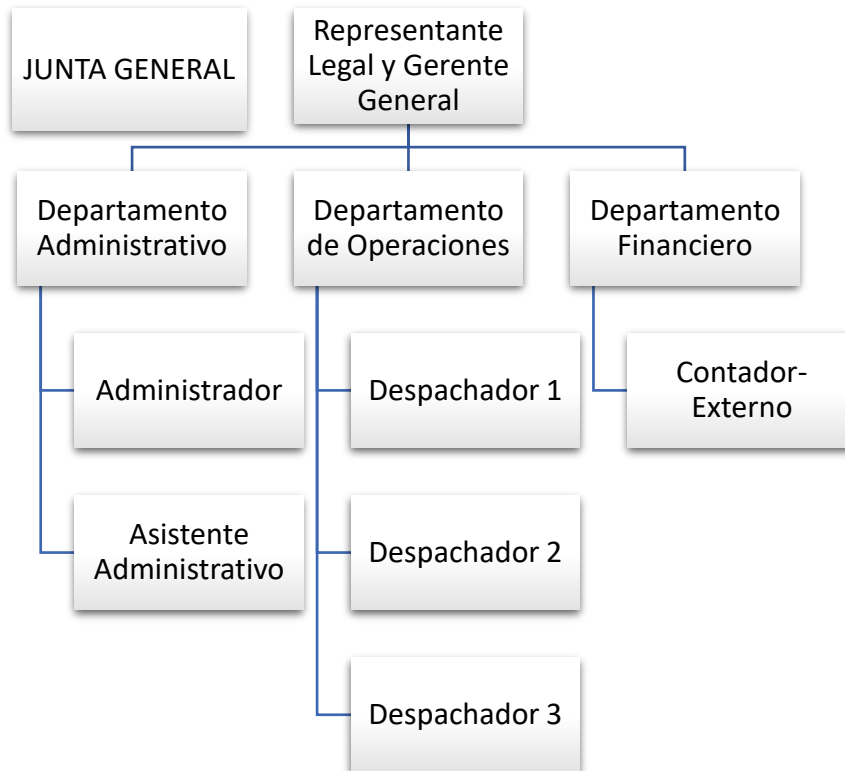 JUNTA GENERAL
Representante
Legal y Gerente
General
Departamento
Administrativo
Departamento
de Operaciones
Departamento
Financiero
Administrador
Despachador 1
Contador-
Externo
Asistente
Administrativo
Despachador 2
Despachador 3